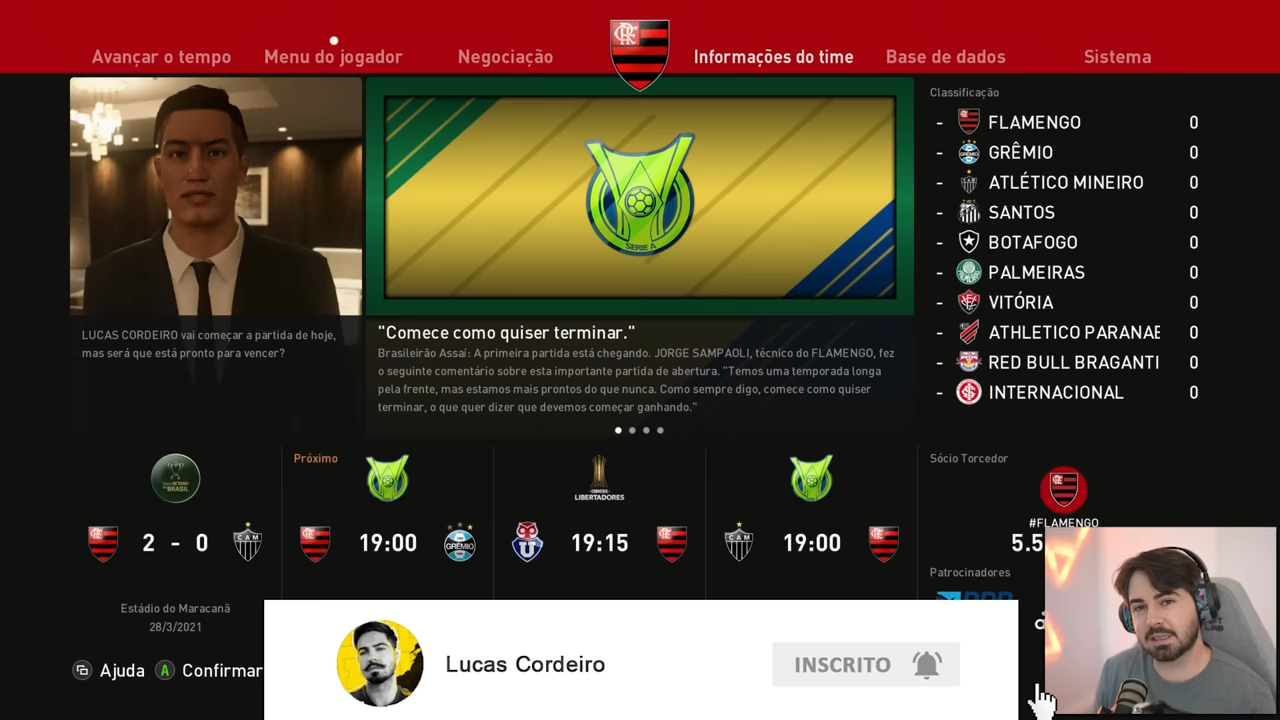 Avançar o tempo
Menu do jogador
Negociação
Informações do time
Base de dados
Sistema
LUCAS CORDEIRO vai começar a partida de hoje,
mas será que está pronto para vencer?
SERIE A
"Comece como quiser terminar."
Brasileirão Assaí: A primeira partida está chegando. JORGE SAMPAOLI, técnico do FLAMENGO, fez
o seguinte comentário sobre esta importante partida de abertura. "Temos uma temporada longa
pela frente, mas estamos mais prontos do que nunca. Como sempre digo, comece como quiser
terminar, o que quer dizer que devemos começar ganhando."
Classificação
- FLAMENGO 0
- GRÊMIO 0
- ATLÉTICO MINEIRO 0
- SANTOS 0
- BOTAFOGO 0
- PALMEIRAS 0
- VITÓRIA 0
- ATHLETICO PARANAE 0
- RED BULL BRAGANTI 0
- INTERNACIONAL 0
2 - 0
CAM
Estádio do Maracanã
28/3/2021
Próximo
19:00
GRÊMIO
LIBERTADORES
19:15
19:00
CAM
Sócio Torcedor
#FLAMENGO
5.5
Patrocinadores
Ajuda
A Confirmar
Lucas Cordeiro
INSCRITO